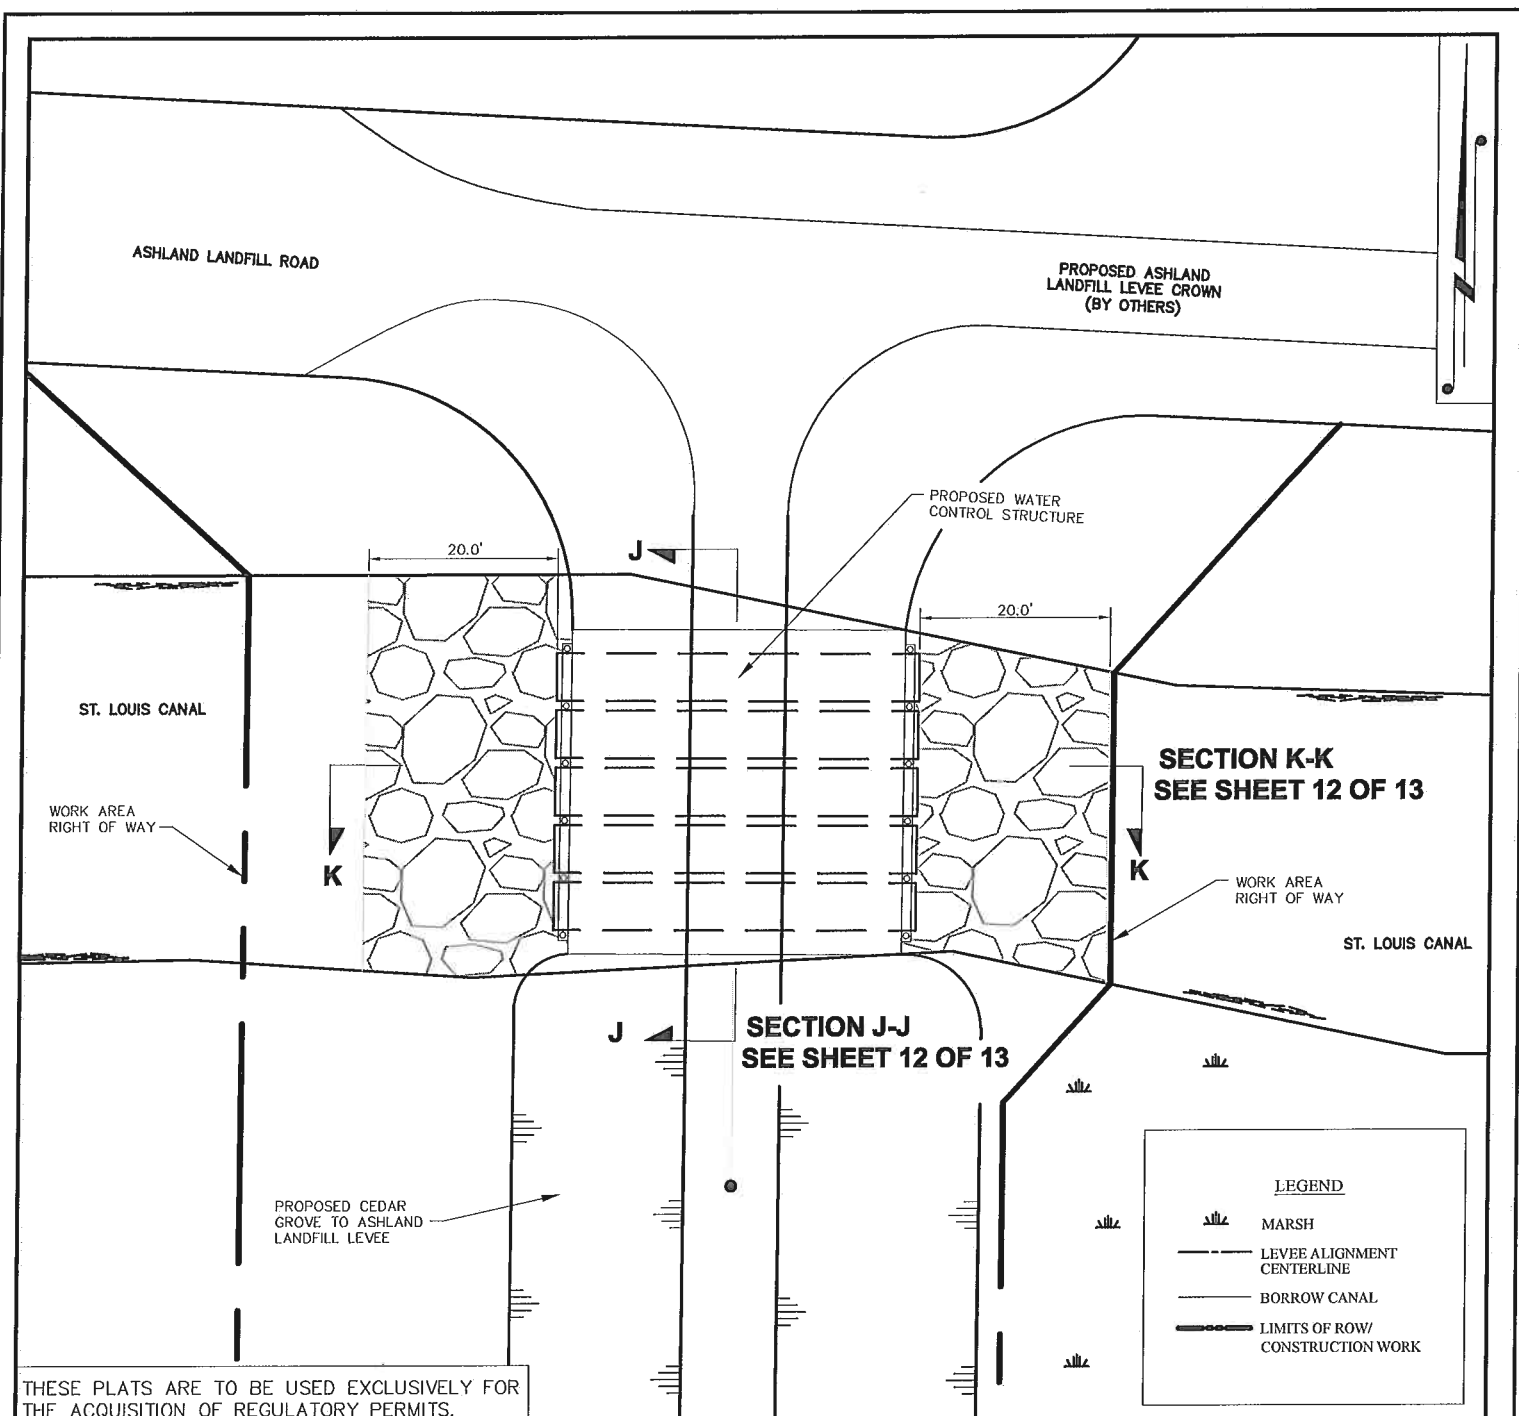 ASHLAND LANDFILL ROAD
PROPOSED ASHLAND
LANDFILL LEVEE CROWN
(BY OTHERS)
PROPOSED WATER
CONTROL STRUCTURE
20.0'
J
20.0'
ST. LOUIS CANAL
SECTION K-K
SEE SHEET 12 OF 13
WORK AREA
RIGHT OF WAY
K
K
WORK AREA
RIGHT OF WAY
ST. LOUIS CANAL
J
SECTION J-J
SEE SHEET 12 OF 13
PROPOSED CEDAR
GROVE TO ASHLAND
LANDFILL LEVEE
LEGEND
MARSH
LEVEE ALIGNMENT
CENTERLINE
BORROW CANAL
LIMITS OF ROW/
CONSTRUCTION WORK
THESE PLATS ARE TO BE USED EXCLUSIVELY FOR
THE ACQUISITION OF REGULATORY PERMITS.